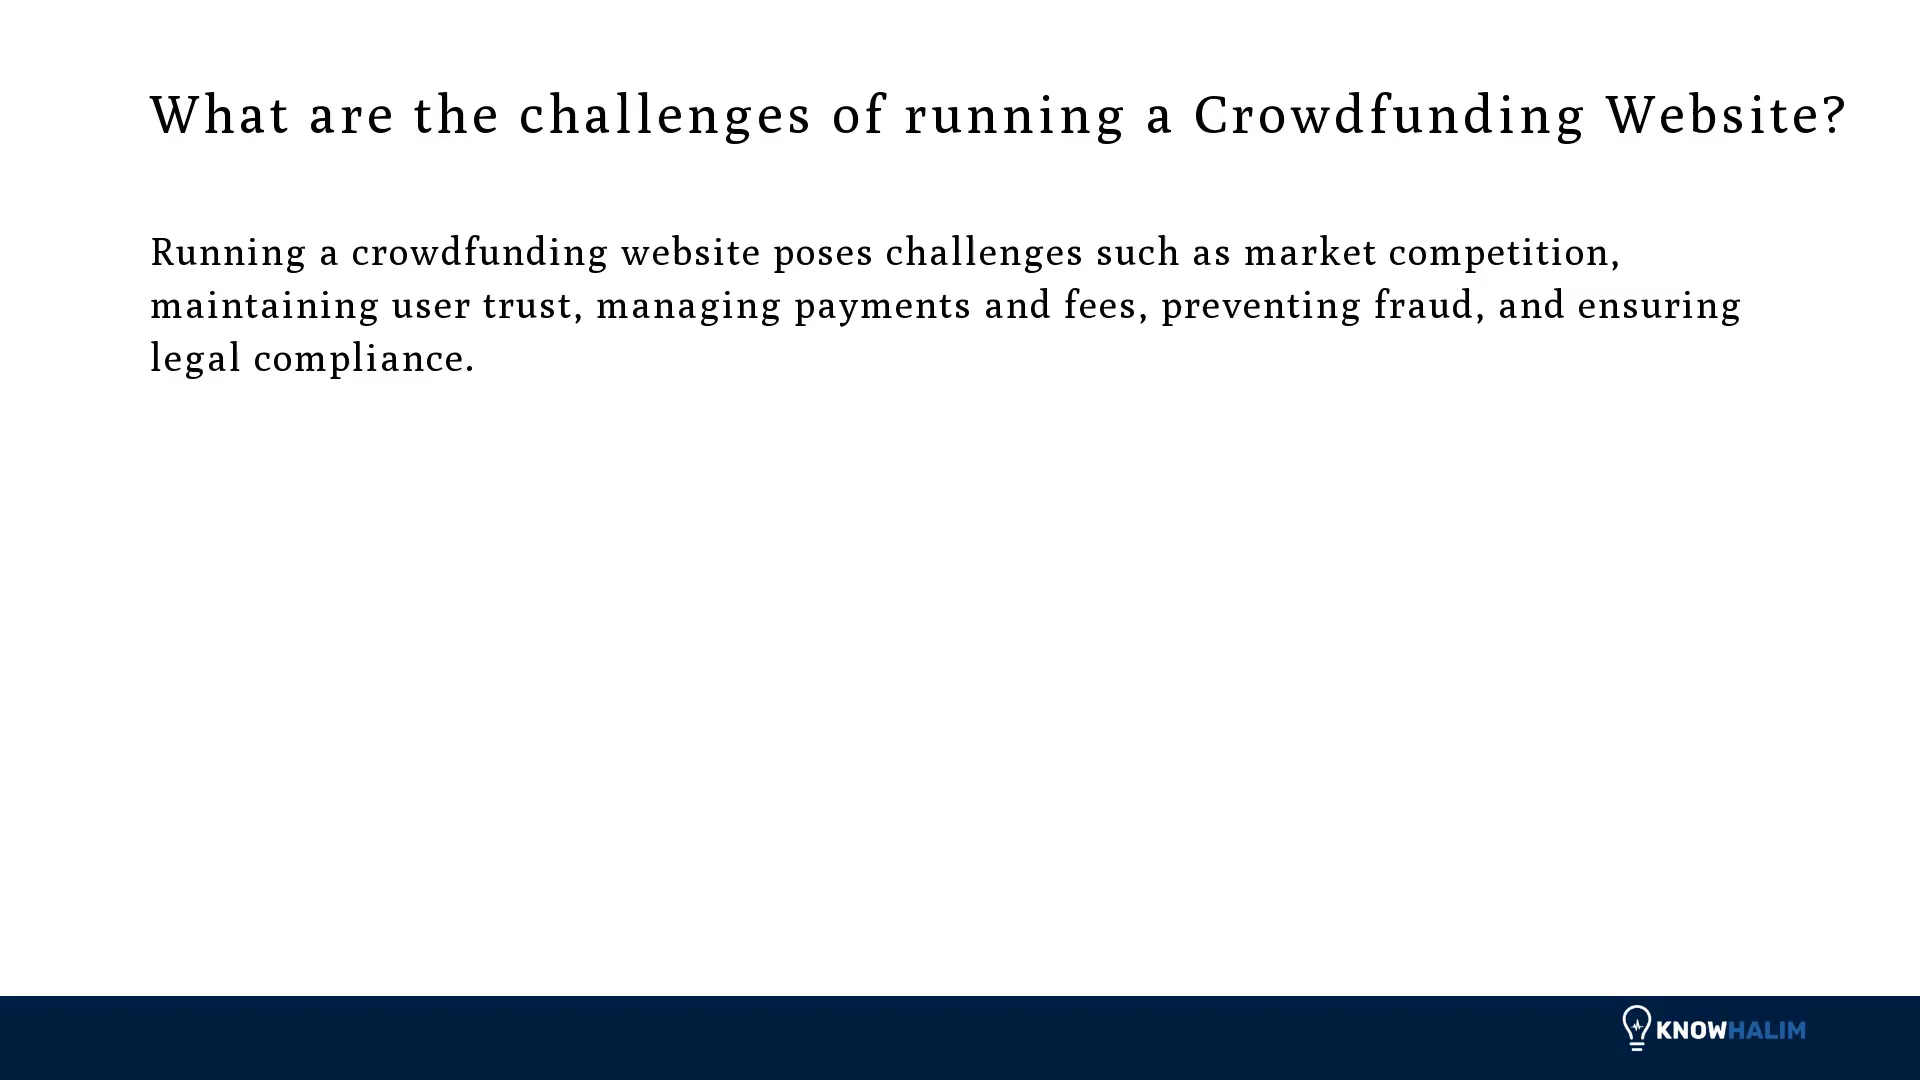 What are the challenges of running a Crowdfunding Website?
Running a crowdfunding website poses challenges such as market competition,
maintaining user trust, managing payments and fees, preventing fraud, and ensuring
legal compliance.
KNOWHALIM